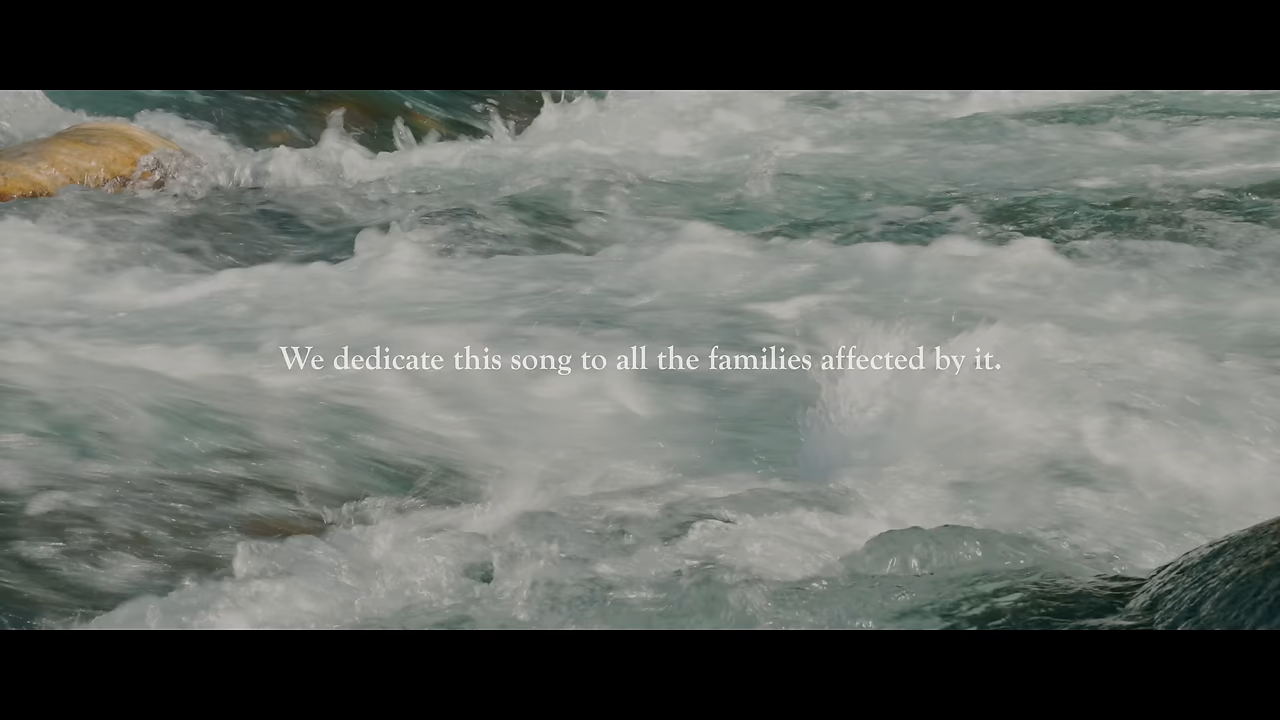 We dedicate this song to all the families affected by it.